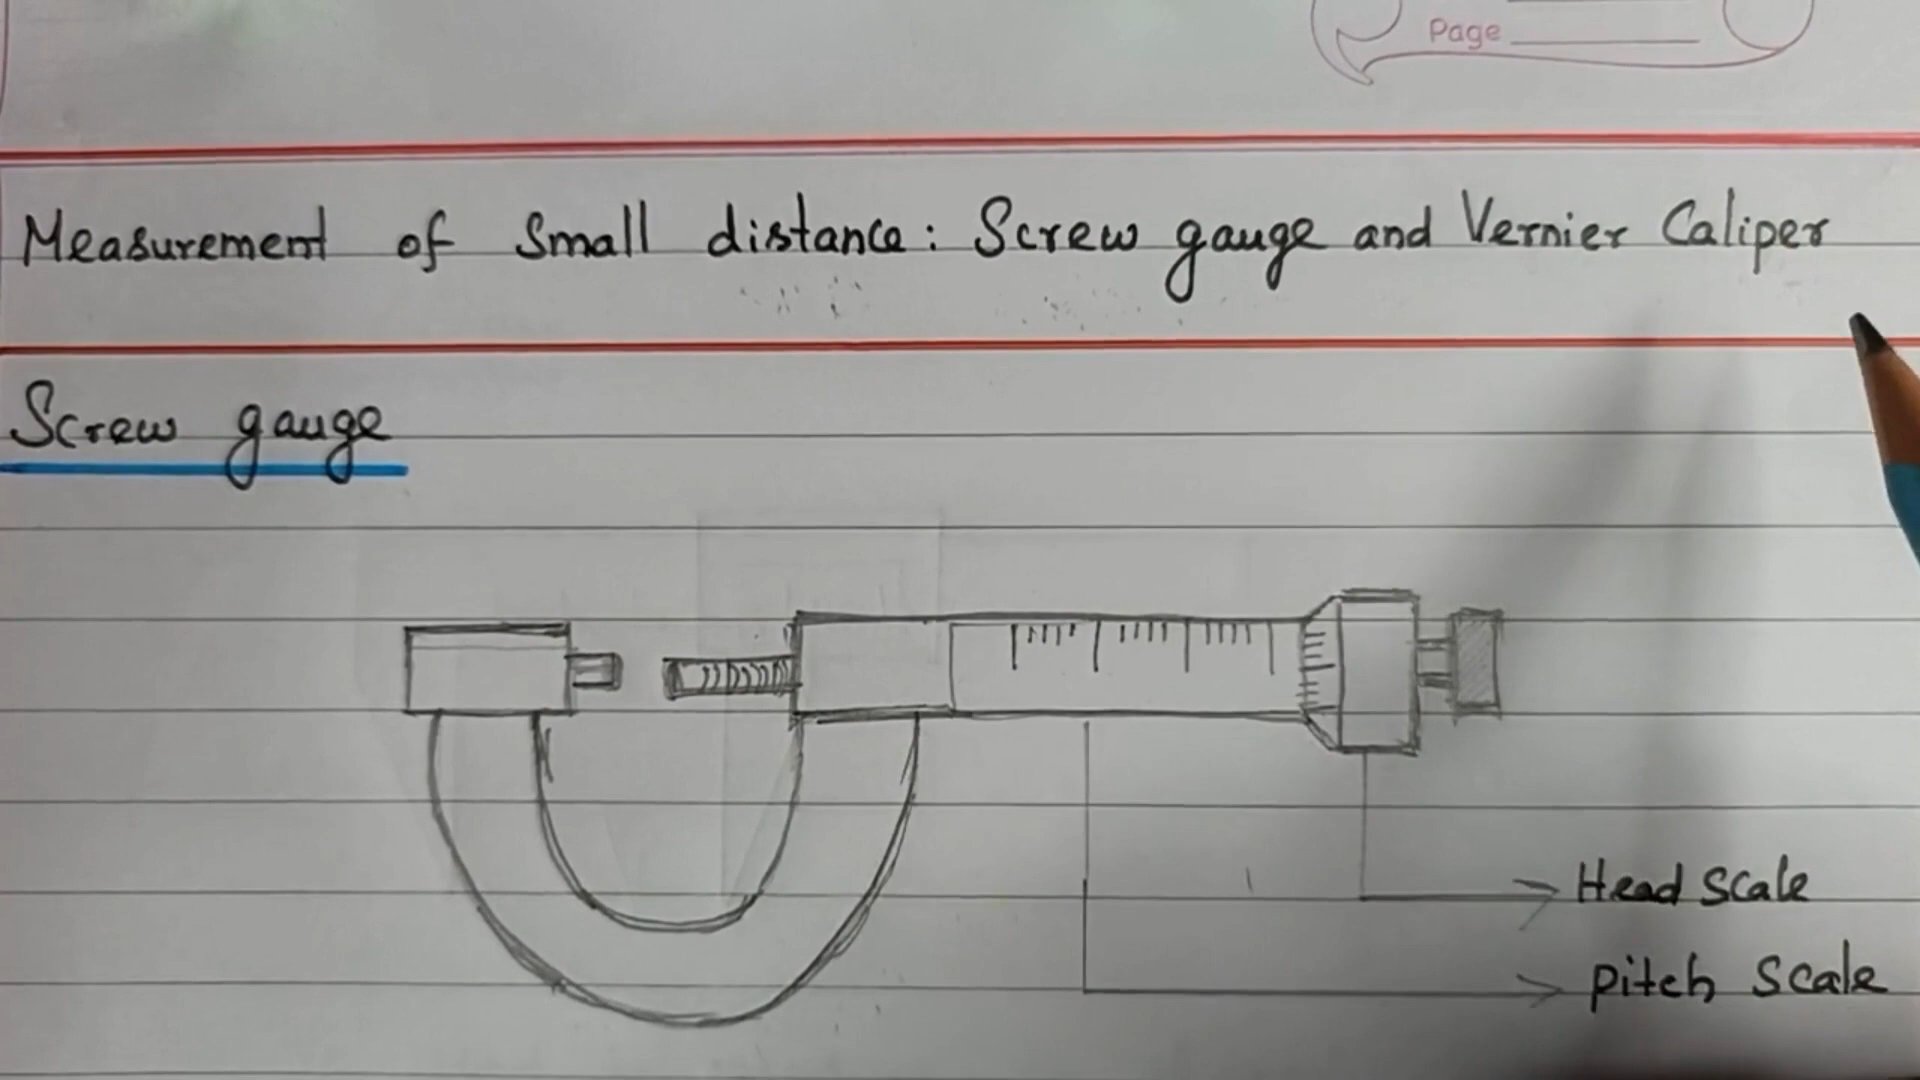 Page
Measurement of Small distance: Screw gauge and Vernier Caliper
Screw gauge
Head Scale
Pitch Scale